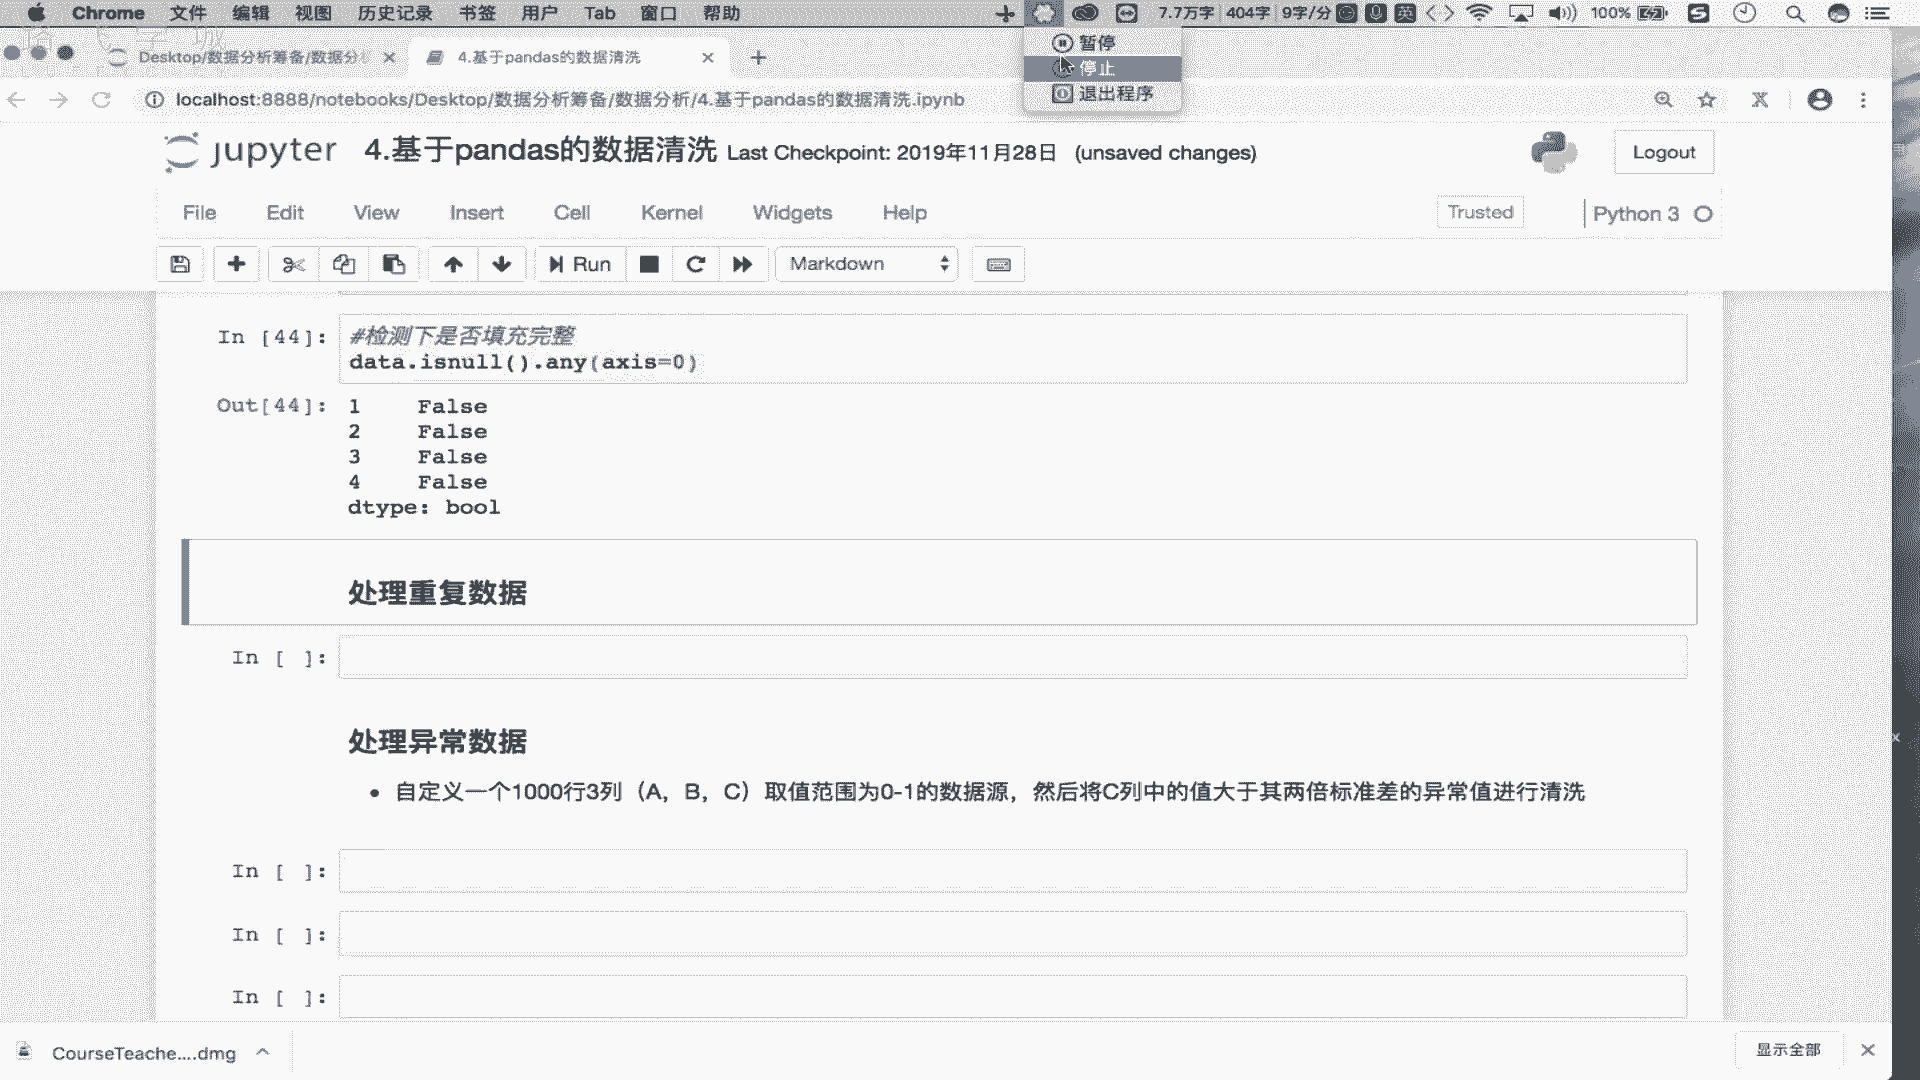 Chrome 文件 编辑 视图 历史记录 书签 用户 Tab 窗口 帮助 7.7万字 404字 9字/分 英 100%
暂停
停止
退出程序
Desktop/数据分析筹备/数据分析
4.基于pandas的数据清洗
localhost:8888/notebooks/Desktop/数据分析筹备/数据分析/4.基于pandas的数据清洗.ipynb
jupyter 4.基于pandas的数据清洗 Last Checkpoint: 2019年11月28日 (unsaved changes)
Logout
File Edit View Insert Cell Kernel Widgets Help Trusted Python 3
Run Markdown
In [44]: #检测下是否填充完整
data.isnull().any(axis=0)
Out[44]: 1 False
2 False
3 False
4 False
dtype: bool
处理重复数据
In [ ]:
处理异常数据
• 自定义一个1000行3列（A，B，C）取值范围为0-1的数据源，然后将C列中的值大于其两倍标准差的异常值进行清洗
In [ ]:
In [ ]:
In [ ]:
CourseTeache....dmg
显示全部